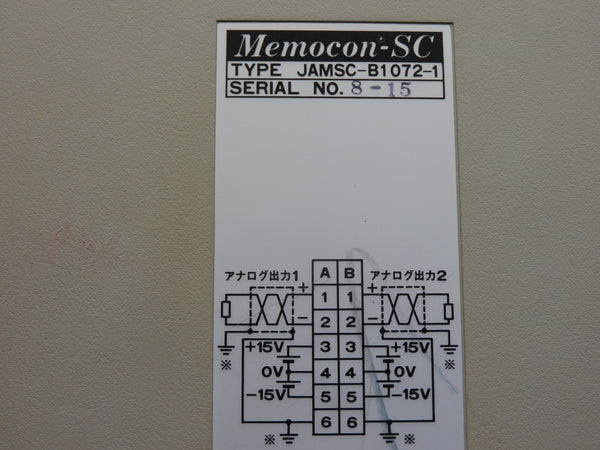 Memocon-SC
TYPE JAMSC-B1072-1
SERIAL NO. 8-15
アナログ出力1 A B アナログ出力2
+ 1 1 +
- 2 2 -
※ +15V 3 3 +15V ※
0V 4 4 0V
-15V 5 5 -15V
※ 6 6 ※